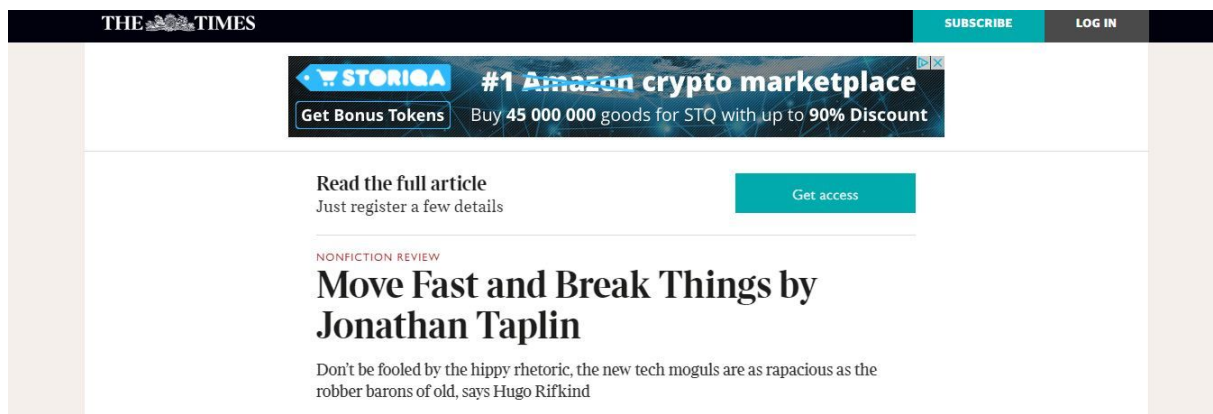 THE TIMES
SUBSCRIBE
LOG IN
STORIQA
Get Bonus Tokens
#1 Amazon crypto marketplace
Buy 45 000 000 goods for STQ with up to 90% Discount
Read the full article
Just register a few details
Get access
NONFICTION REVIEW
Move Fast and Break Things by
Jonathan Taplin
Don't be fooled by the hippy rhetoric, the new tech moguls are as rapacious as the
robber barons of old, says Hugo Rifkind